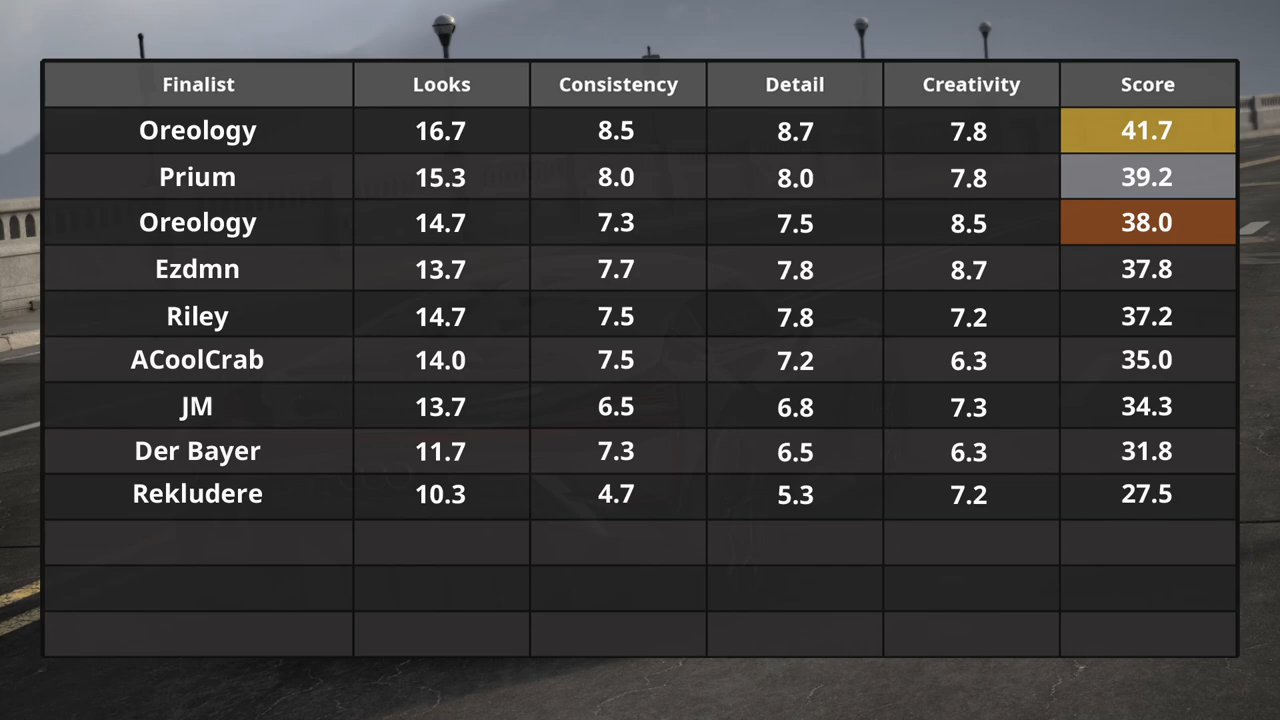 Finalist Looks Consistency Detail Creativity Score
Oreology 16.7 8.5 8.7 7.8 41.7
Prium 15.3 8.0 8.0 7.8 39.2
Oreology 14.7 7.3 7.5 8.5 38.0
Ezdmn 13.7 7.7 7.8 8.7 37.8
Riley 14.7 7.5 7.8 7.2 37.2
ACoolCrab 14.0 7.5 7.2 6.3 35.0
JM 13.7 6.5 6.8 7.3 34.3
Der Bayer 11.7 7.3 6.5 6.3 31.8
Rekludere 10.3 4.7 5.3 7.2 27.5